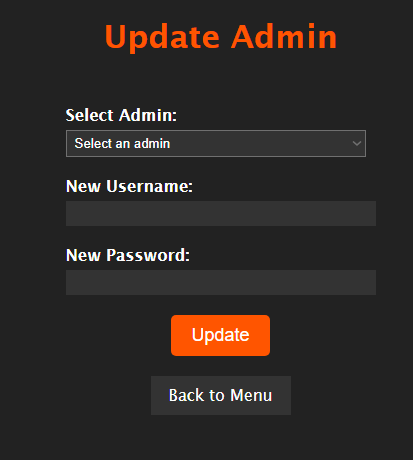 Update Admin
Select Admin:
Select an admin
New Username:
New Password:
Update
Back to Menu